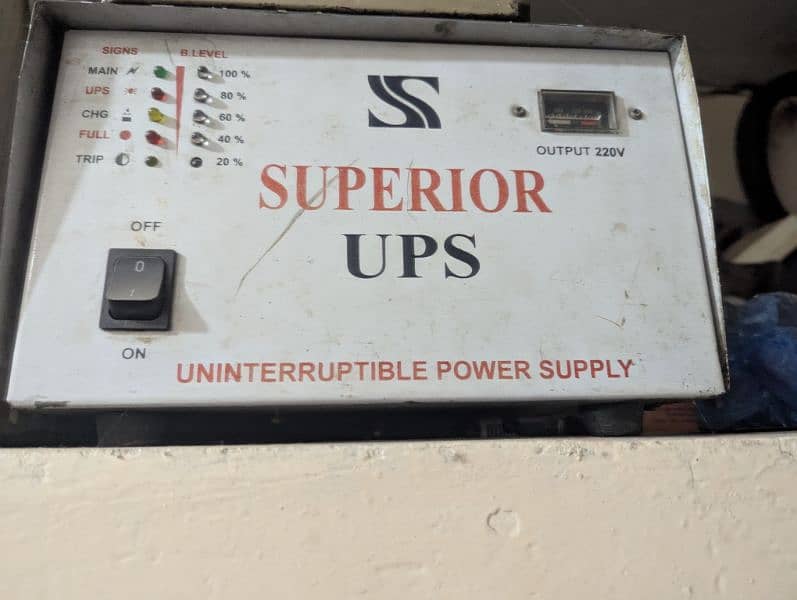 SIGNS B.LEVEL
MAIN 100 %
UPS 80 %
CHG 60 %
FULL 40 %
TRIP 20 %
OUTPUT 220V
SUPERIOR
UPS
OFF
0
ON
UNINTERRUPTIBLE POWER SUPPLY